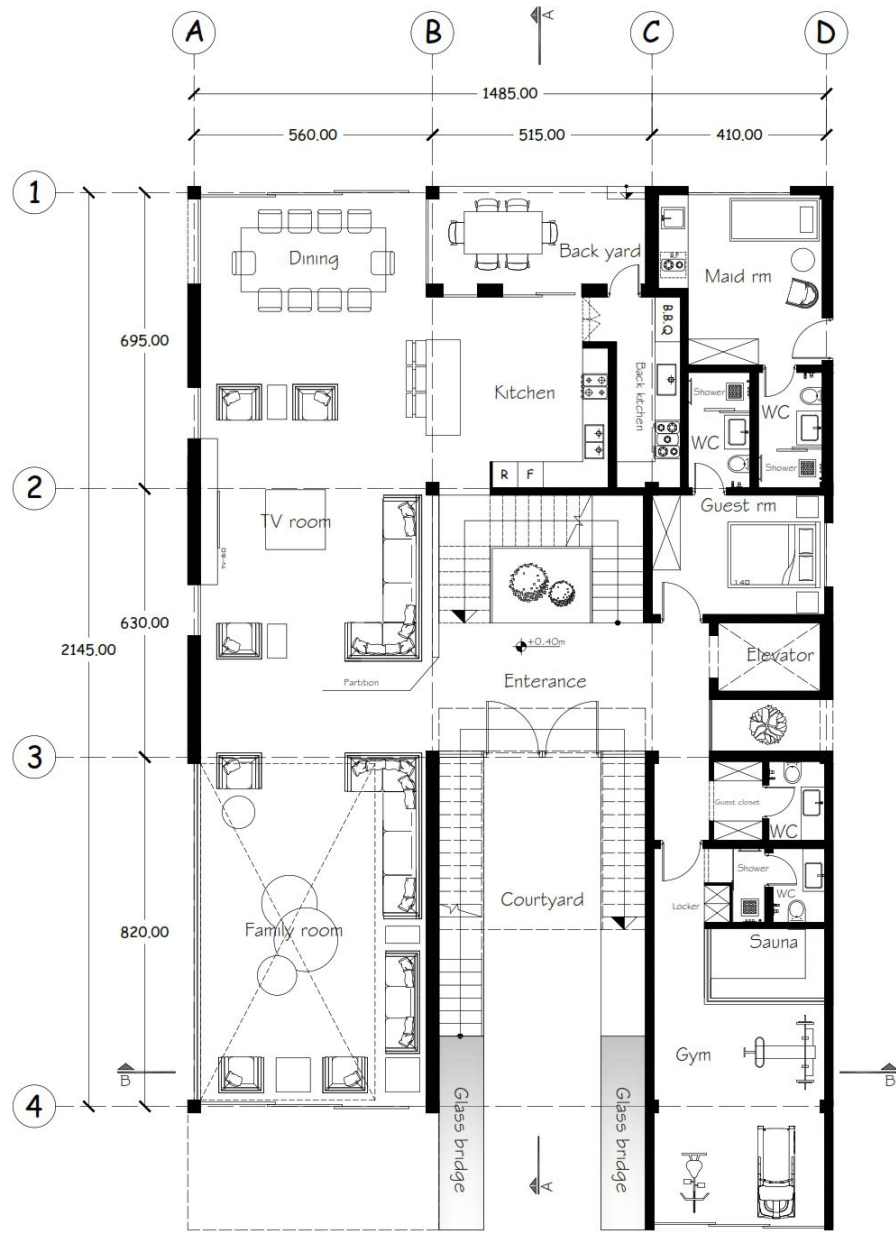 A
B
A
C
D
1485.00
560.00
515.00
410.00
1
Dining
Back yard
R F
Maid rm
B.B.Q
695.00
Kitchen
Back kitchen
Shower
WC
WC
Shower
R F
2
TV room
Guest rm
1.40
630.00
2145.00
+0.40m
Elevator
Partition
Enterance
3
Guest closet
WC
Shower
WC
Courtyard
Locker
820.00
Family room
Sauna
Gym
B
B
4
Glass bridge
Glass bridge
A